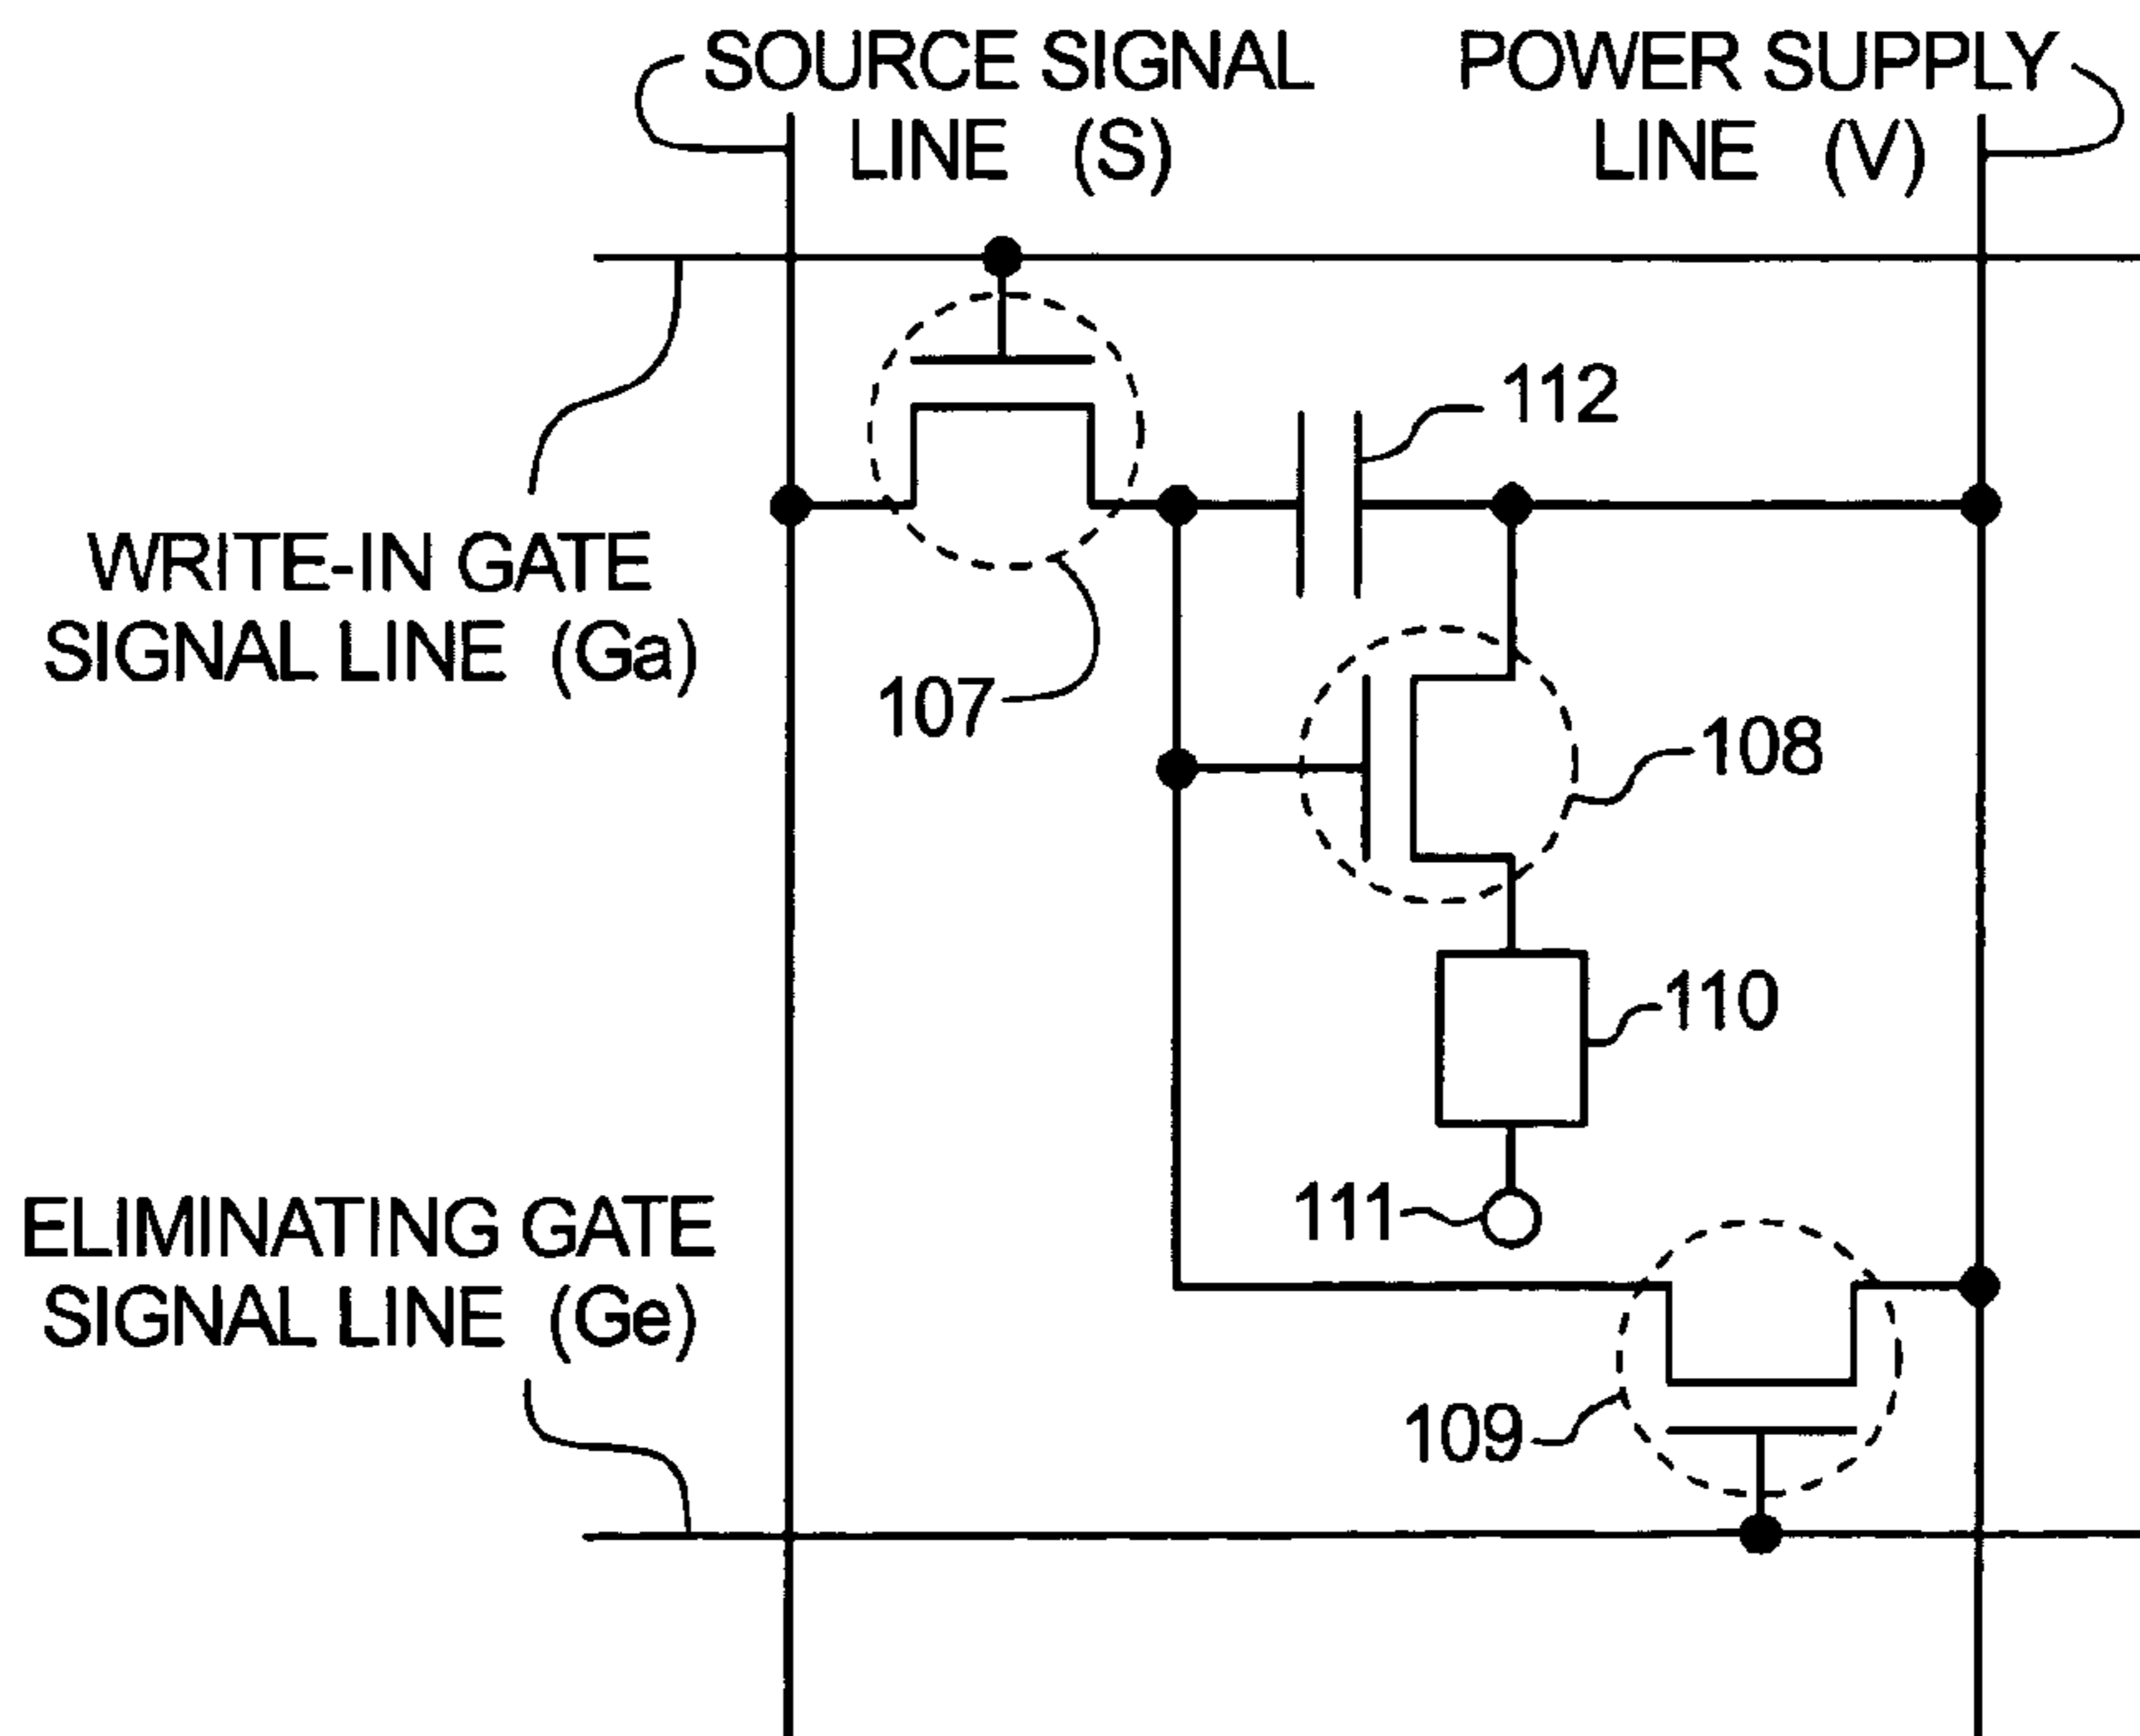 SOURCE SIGNAL
LINE (S)
POWER SUPPLY
LINE (V)
112
WRITE-IN GATE
SIGNAL LINE (Ga)
107
108
110
111
ELIMINATING GATE
SIGNAL LINE (Ge)
109